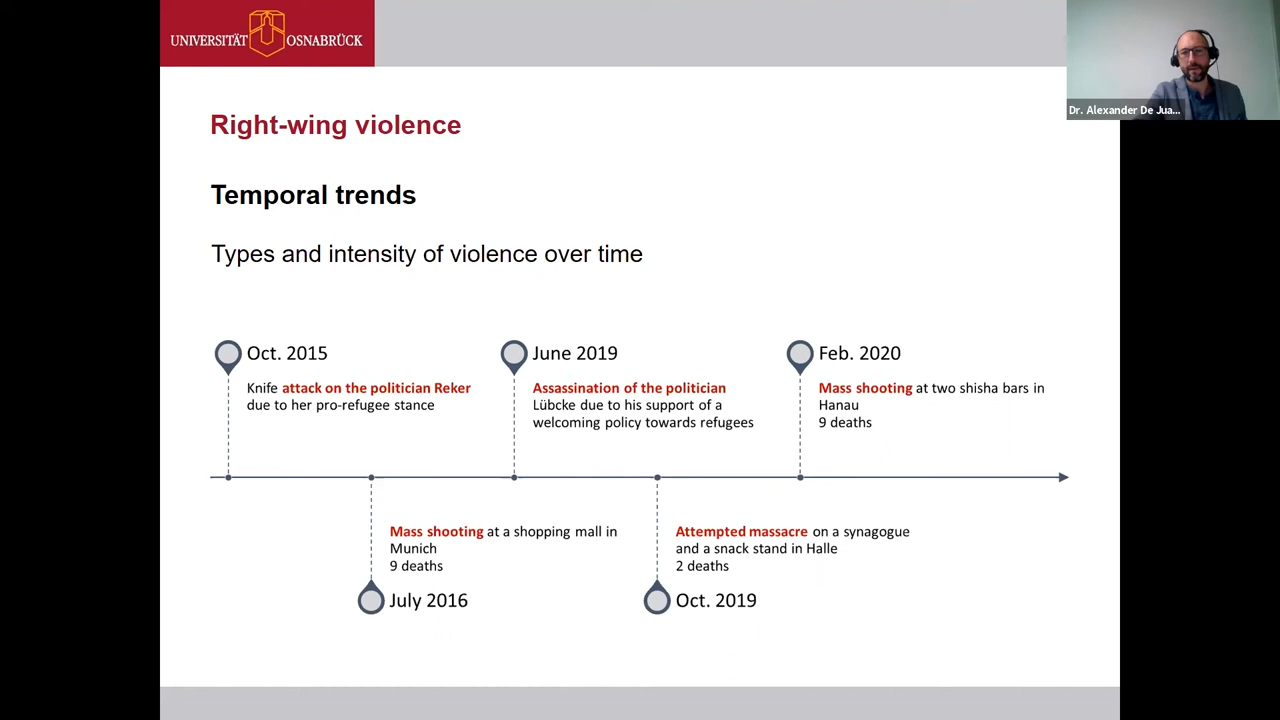 UNIVERSITÄT OSNABRÜCK
Dr. Alexander De Jua...
Right-wing violence
Temporal trends
Types and intensity of violence over time
Oct. 2015
Knife attack on the politician Reker
due to her pro-refugee stance
June 2019
Assassination of the politician
Lübcke due to his support of a
welcoming policy towards refugees
Feb. 2020
Mass shooting at two shisha bars in
Hanau
9 deaths
Mass shooting at a shopping mall in
Munich
9 deaths
July 2016
Attempted massacre on a synagogue
and a snack stand in Halle
2 deaths
Oct. 2019